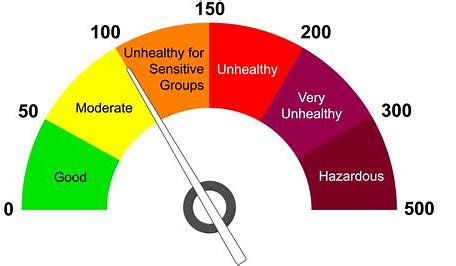 150
100
200
Unhealthy for
Sensitive
Groups
Unhealthy
Moderate
Very
Unhealthy
50
300
Good
Hazardous
0
500